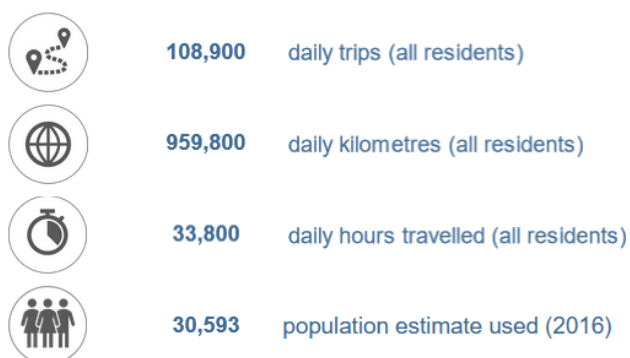 108,900 daily trips (all residents)
959,800 daily kilometres (all residents)
33,800 daily hours travelled (all residents)
30,593 population estimate used (2016)